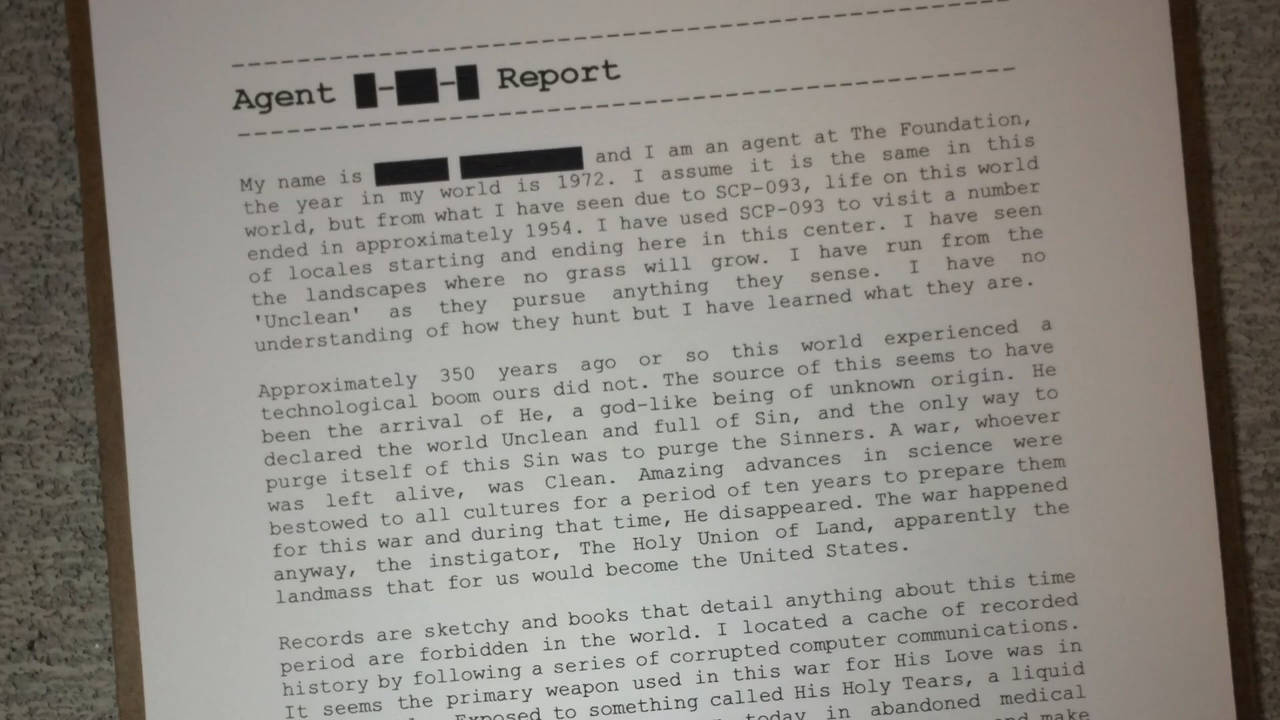 Agent █-██-█ Report
My name is ████ ███████ and I am an agent at The Foundation,
the year in my world is 1972. I assume it is the same in this
world, but from what I have seen due to SCP-093, life on this world
ended in approximately 1954. I have used SCP-093 to visit a number
of locales starting and ending here in this center. I have seen
the landscapes where no grass will grow. I have run from the
'Unclean' as they pursue anything they sense. I have no
understanding of how they hunt but I have learned what they are.
Approximately 350 years ago or so this world experienced a
technological boom ours did not. The source of this seems to have
been the arrival of He, a god-like being of unknown origin. He
declared the world Unclean and full of Sin, and the only way to
purge itself of this Sin was to purge the Sinners. A war, whoever
was left alive, was Clean. Amazing advances in science were
bestowed to all cultures for a period of ten years to prepare them
for this war and during that time, He disappeared. The war happened
anyway, the instigator, The Holy Union of Land, apparently the
landmass that for us would become the United States.
Records are sketchy and books that detail anything about this time
period are forbidden in the world. I located a cache of recorded
history by following a series of corrupted computer communications.
It seems the primary weapon used in this war for His Love was in
Exposed to something called His Holy Tears, a liquid
today in abandoned medical
and make